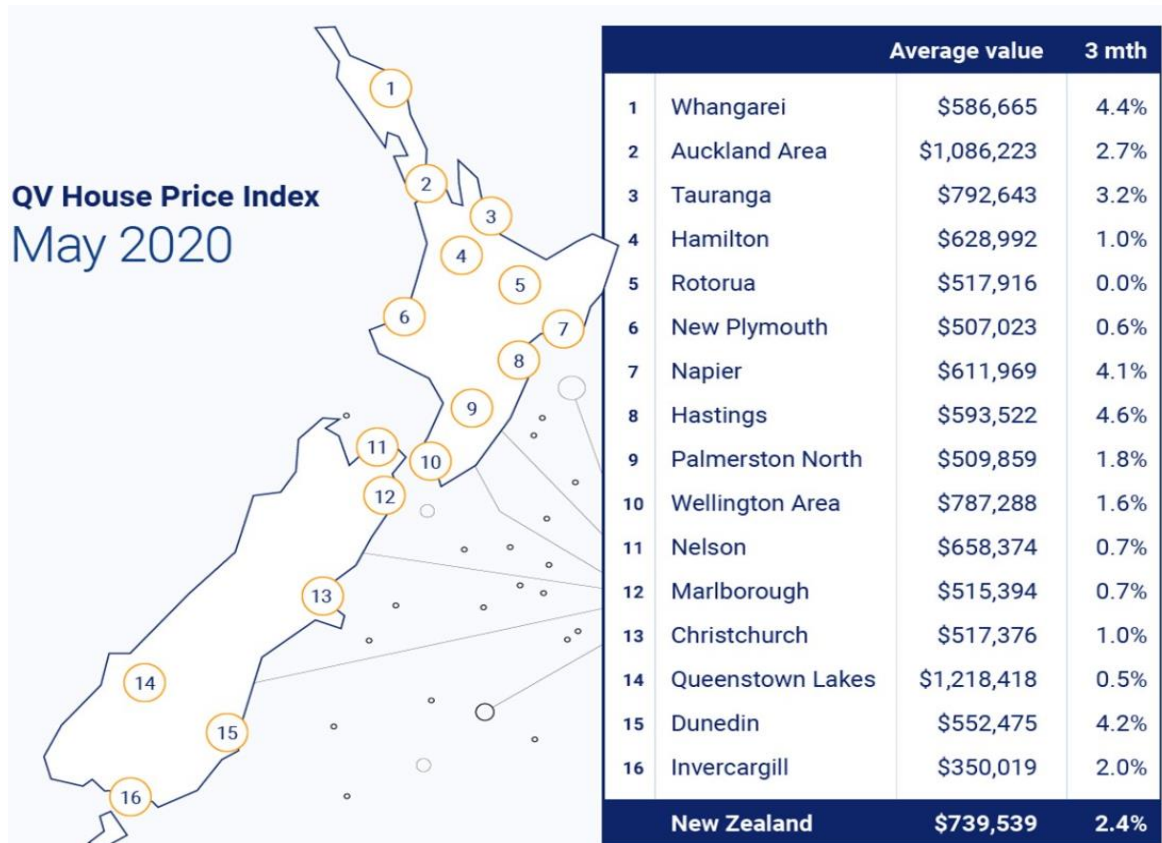 QV House Price Index
May 2020
1
2
3
4
5
6
7
8
9
10
11
12
13
14
15
16
Average value 3 mth
1 Whangarei $586,665 4.4%
2 Auckland Area $1,086,223 2.7%
3 Tauranga $792,643 3.2%
4 Hamilton $628,992 1.0%
5 Rotorua $517,916 0.0%
6 New Plymouth $507,023 0.6%
7 Napier $611,969 4.1%
8 Hastings $593,522 4.6%
9 Palmerston North $509,859 1.8%
10 Wellington Area $787,288 1.6%
11 Nelson $658,374 0.7%
12 Marlborough $515,394 0.7%
13 Christchurch $517,376 1.0%
14 Queenstown Lakes $1,218,418 0.5%
15 Dunedin $552,475 4.2%
16 Invercargill $350,019 2.0%
New Zealand $739,539 2.4%